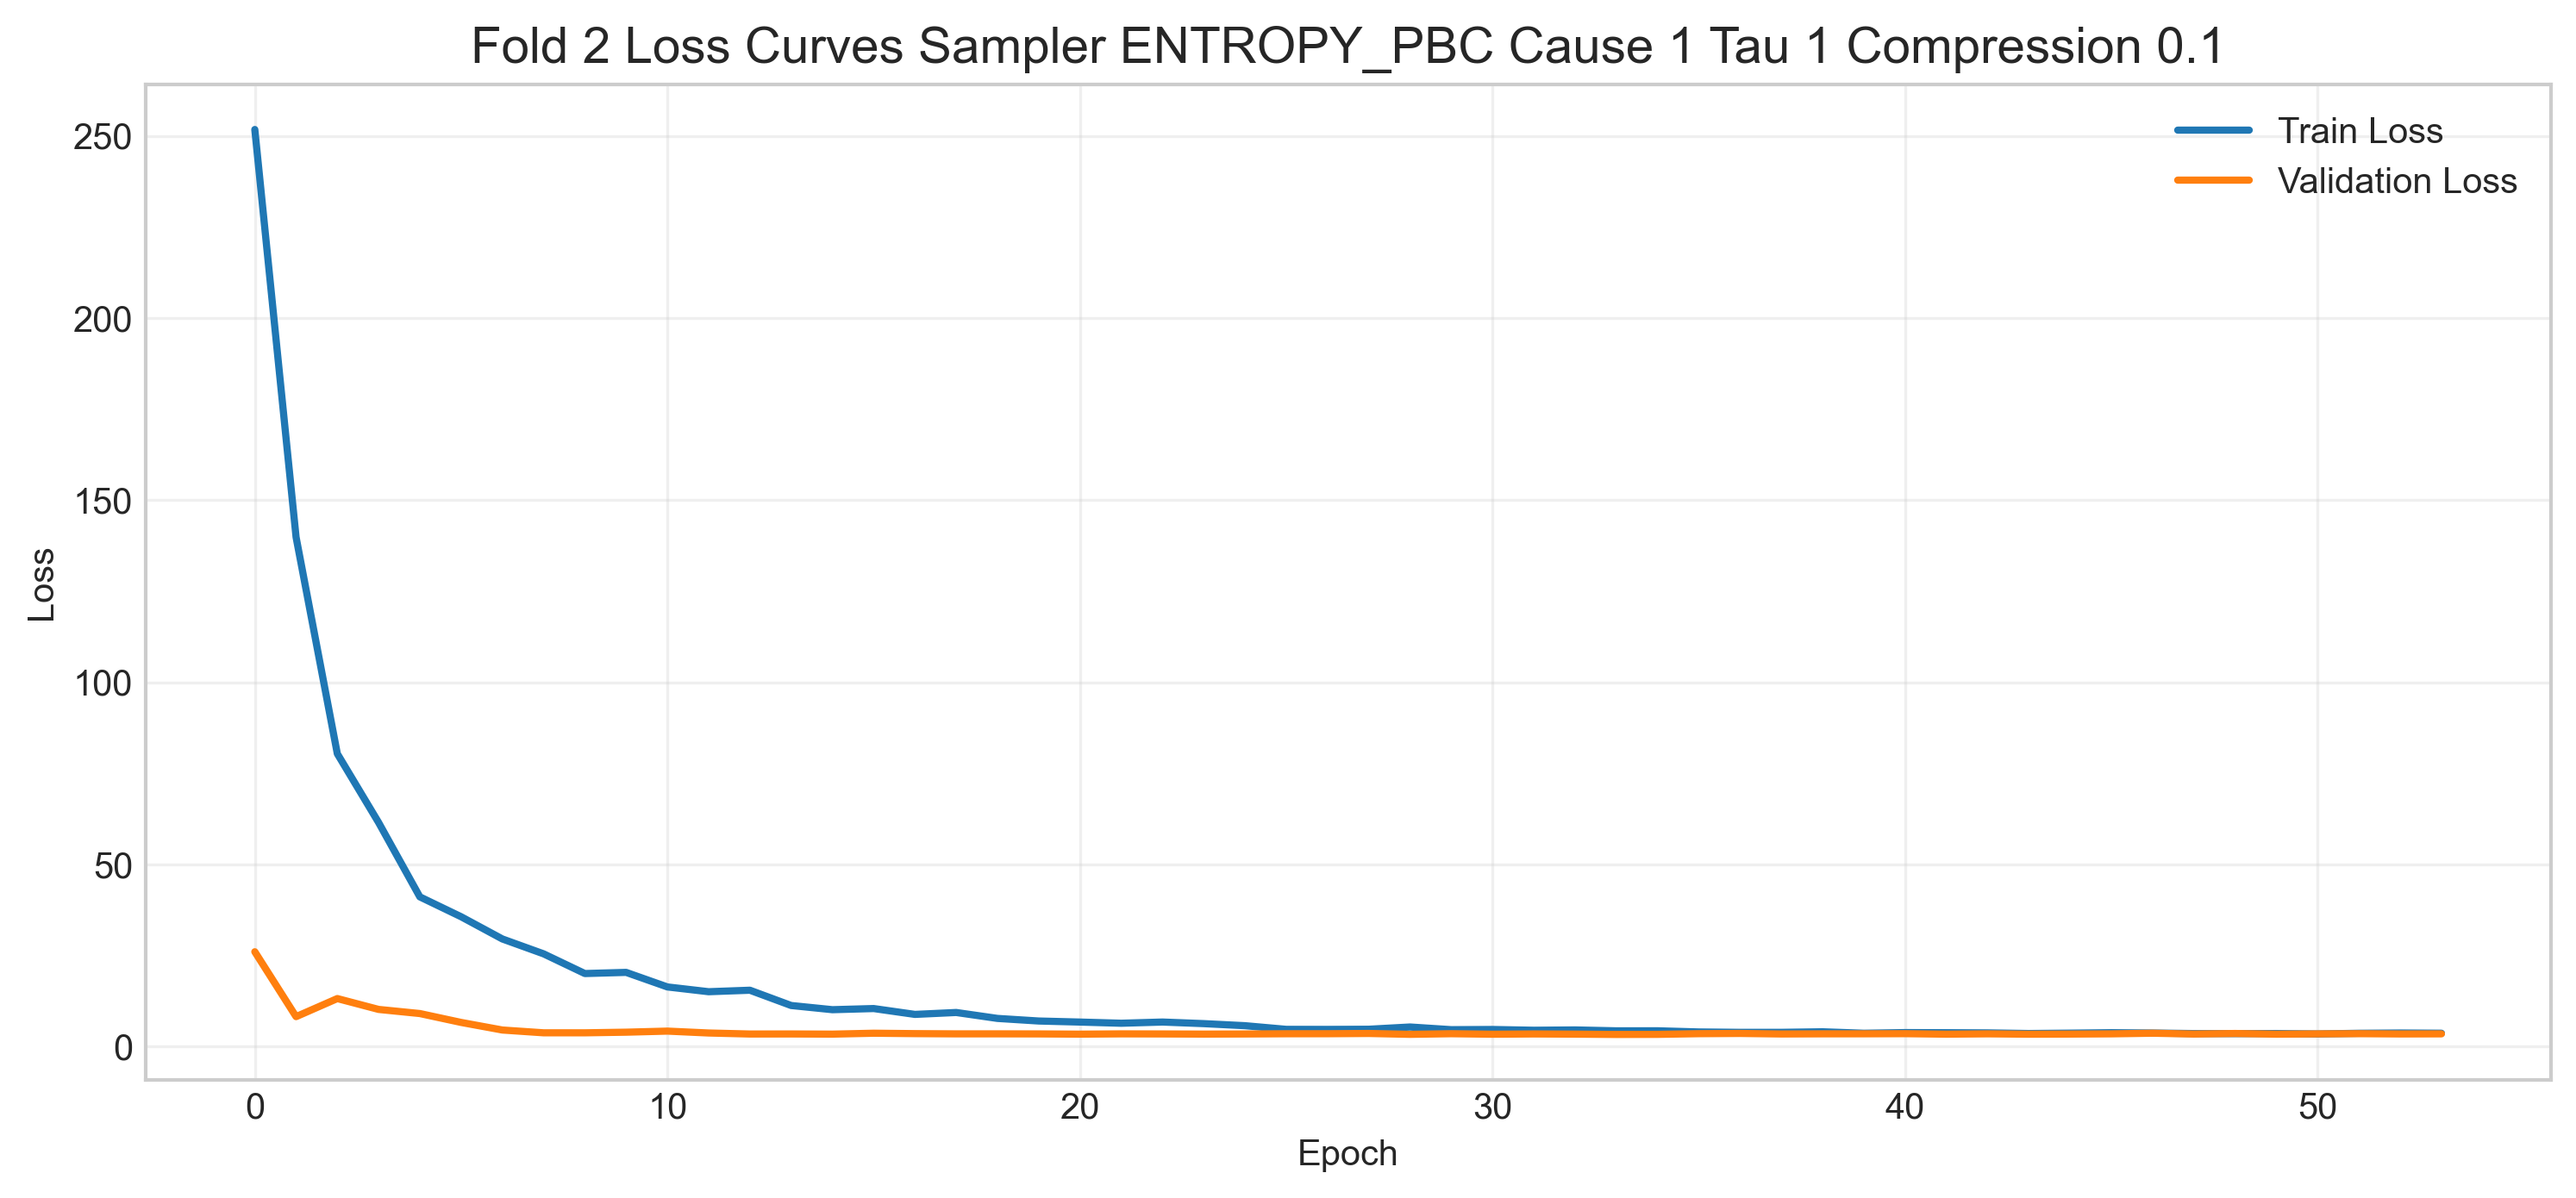 Fold 2 Loss Curves Sampler ENTROPY_PBC Cause 1 Tau 1 Compression 0.1
Train Loss
Validation Loss
250
200
150
100
50
0
Loss
0 10 20 30 40 50
Epoch